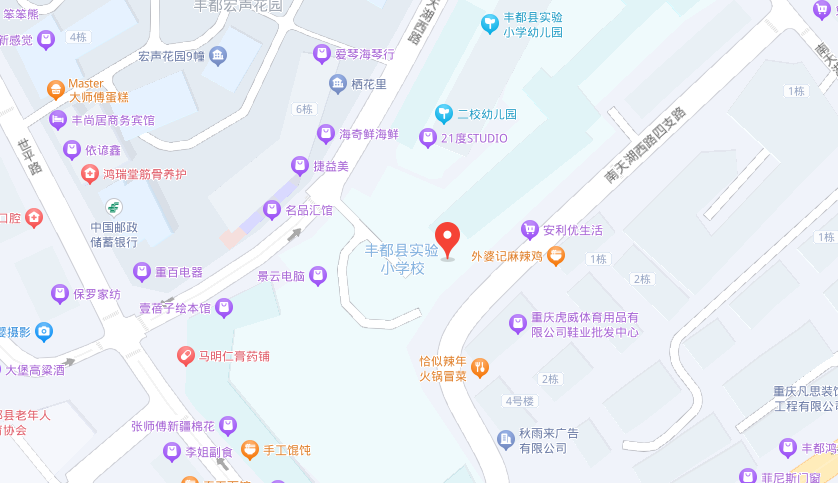 丰都宏声花园
笨笨熊
新感觉
4栋
宏声花园9幢
爱琴海琴行
丰都县实验
小学幼儿园
Master
大师傅蛋糕
栖花里
6栋
二校幼儿园
1栋
丰尚居商务宾馆
海奇鲜海鲜
21度STUDIO
南天湖西路四支路
世平路
依谚鑫
捷益美
鸿瑞堂筋骨养护
口腔
中国邮政
储蓄银行
名品汇馆
安利优生活
1栋
丰都县实验
小学校
外婆记麻辣鸡
1栋
2栋
重百电器
景云电脑
保罗家纺
壹蓓子绘本馆
重庆虎威体育用品有
限公司鞋业批发中心
摄影
马明仁膏药铺
大堡高粱酒
恰似辣年
火锅冒菜
2栋
4号楼
重庆凡思装
工程有限公
县老年人
协会
张师傅新疆棉花
秋雨来广告
有限公司
李姐副食
手工馄饨
丰都鸿
菲尼斯门窗